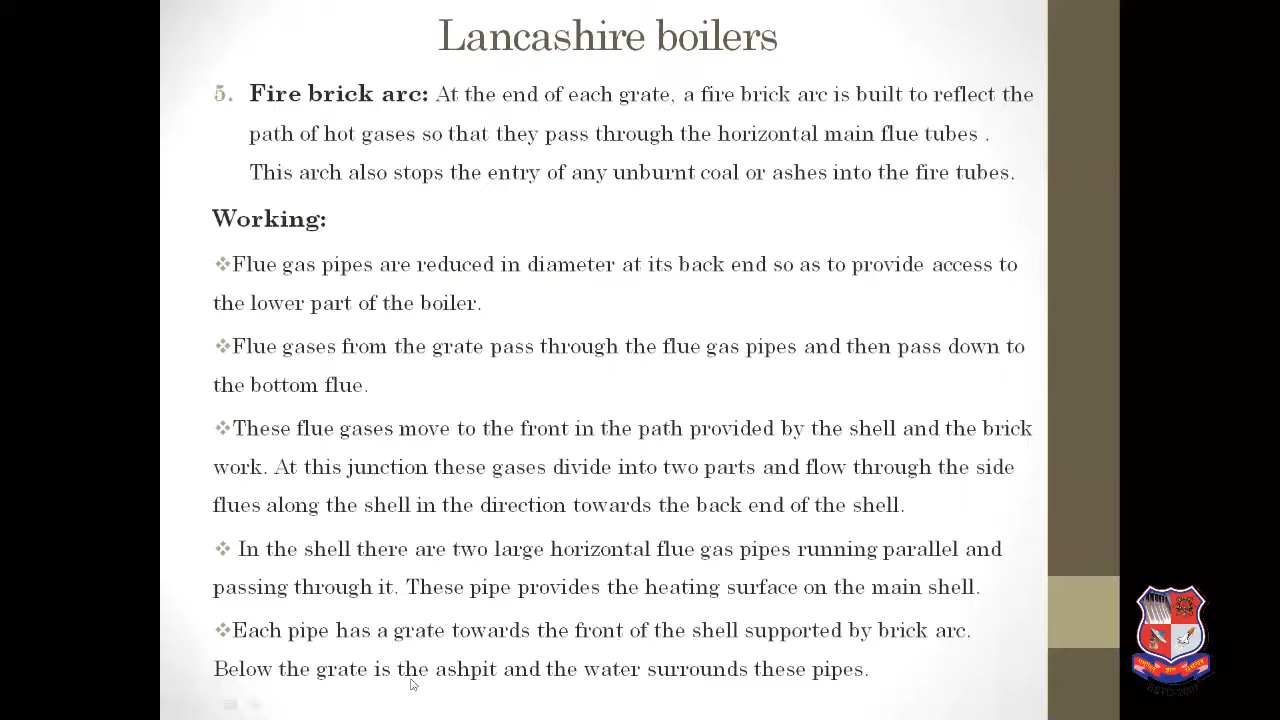 Lancashire boilers
5. Fire brick arc: At the end of each grate, a fire brick arc is built to reflect the
path of hot gases so that they pass through the horizontal main flue tubes .
This arch also stops the entry of any unburnt coal or ashes into the fire tubes.
Working:
❖Flue gas pipes are reduced in diameter at its back end so as to provide access to
the lower part of the boiler.
❖Flue gases from the grate pass through the flue gas pipes and then pass down to
the bottom flue.
❖These flue gases move to the front in the path provided by the shell and the brick
work. At this junction these gases divide into two parts and flow through the side
flues along the shell in the direction towards the back end of the shell.
❖ In the shell there are two large horizontal flue gas pipes running parallel and
passing through it. These pipe provides the heating surface on the main shell.
❖Each pipe has a grate towards the front of the shell supported by brick arc.
Below the grate is the ashpit and the water surrounds these pipes.